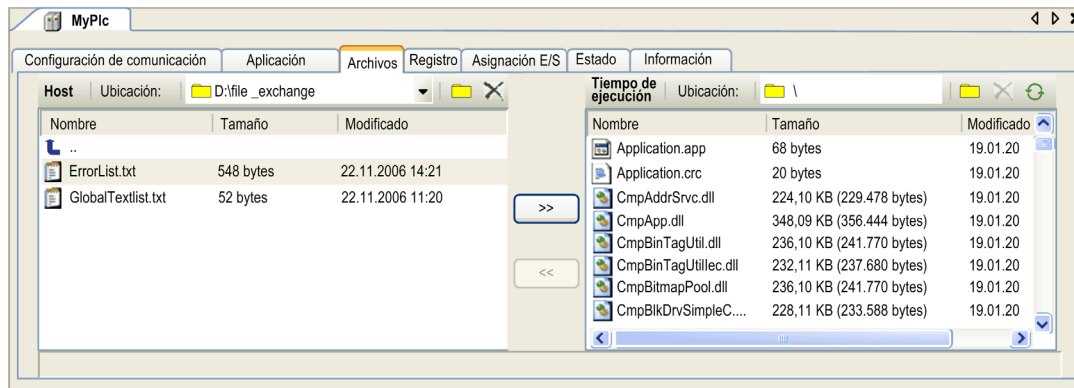 MyPlc
Configuración de comunicación Aplicación Archivos Registro Asignación E/S Estado Información
Host Ubicación: D:\file _exchange
Nombre Tamaño Modificado
..
ErrorList.txt 548 bytes 22.11.2006 14:21
GlobalTextlist.txt 52 bytes 22.11.2006 11:20
>>
<<
Tiempo de
ejecución Ubicación: \
Nombre Tamaño Modificado
Application.app 68 bytes 19.01.20
Application.crc 20 bytes 19.01.20
CmpAddrSrvc.dll 224,10 KB (229.478 bytes) 19.01.20
CmpApp.dll 348,09 KB (356.444 bytes) 19.01.20
CmpBinTagUtil.dll 236,10 KB (241.770 bytes) 19.01.20
CmpBinTagUtilIec.dll 232,11 KB (237.680 bytes) 19.01.20
CmpBitmapPool.dll 236,10 KB (241.770 bytes) 19.01.20
CmpBlkDrvSimpleC.... 228,11 KB (233.588 bytes) 19.01.20